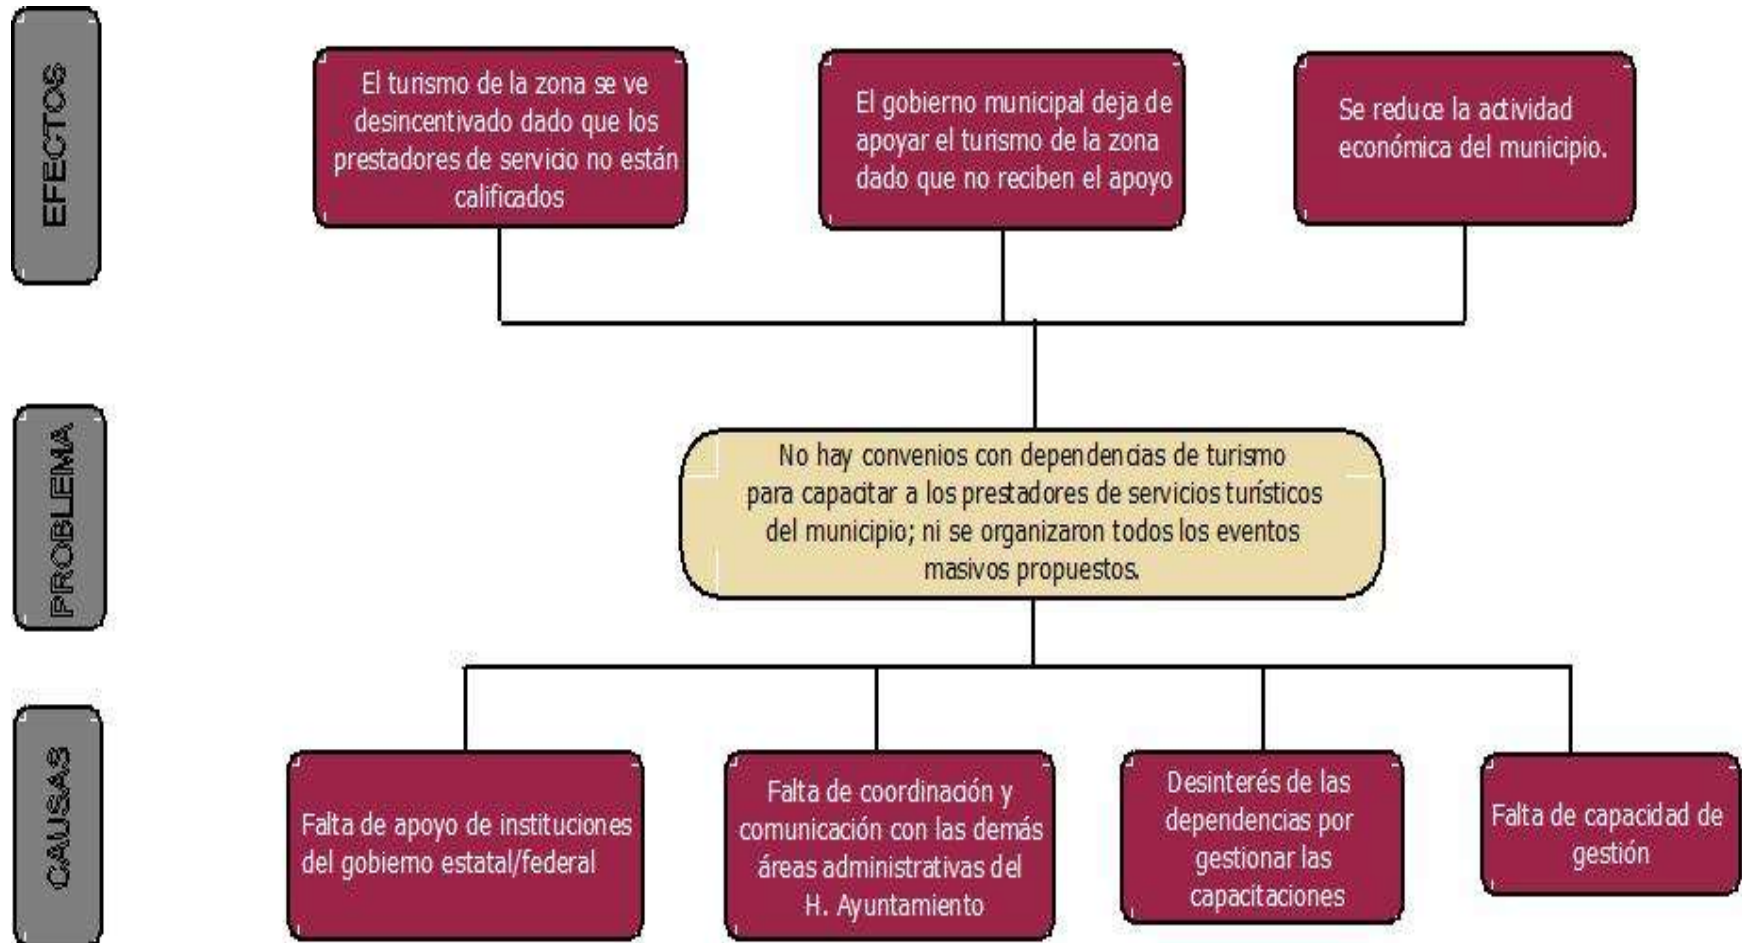 EFECTOS
El turismo de la zona se ve
desincentivado dado que los
prestadores de servicio no están
calificados
El gobierno municipal deja de
apoyar el turismo de la zona
dado que no reciben el apoyo
Se reduce la actividad
económica del municipio.
PROBLEMA
No hay convenios con dependencias de turismo
para capacitar a los prestadores de servicios turísticos
del municipio; ni se organizaron todos los eventos
masivos propuestos.
CAUSAS
Falta de apoyo de instituciones
del gobierno estatal/federal
Falta de coordinación y
comunicación con las demás
áreas administrativas del
H. Ayuntamiento
Desinterés de las
dependencias por
gestionar las
capacitaciones
Falta de capacidad de
gestión